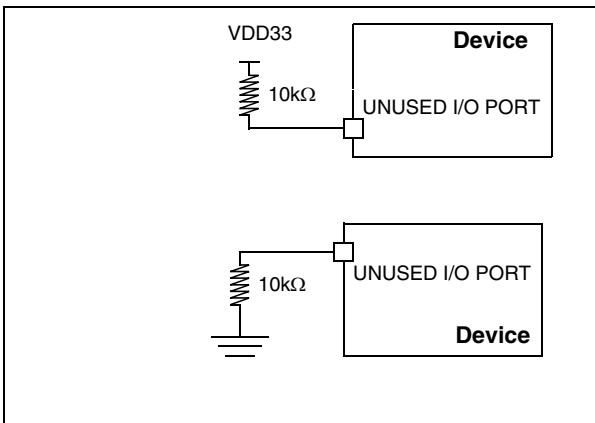 VDD33
Device
10kΩ
UNUSED I/O PORT
10kΩ
UNUSED I/O PORT
Device